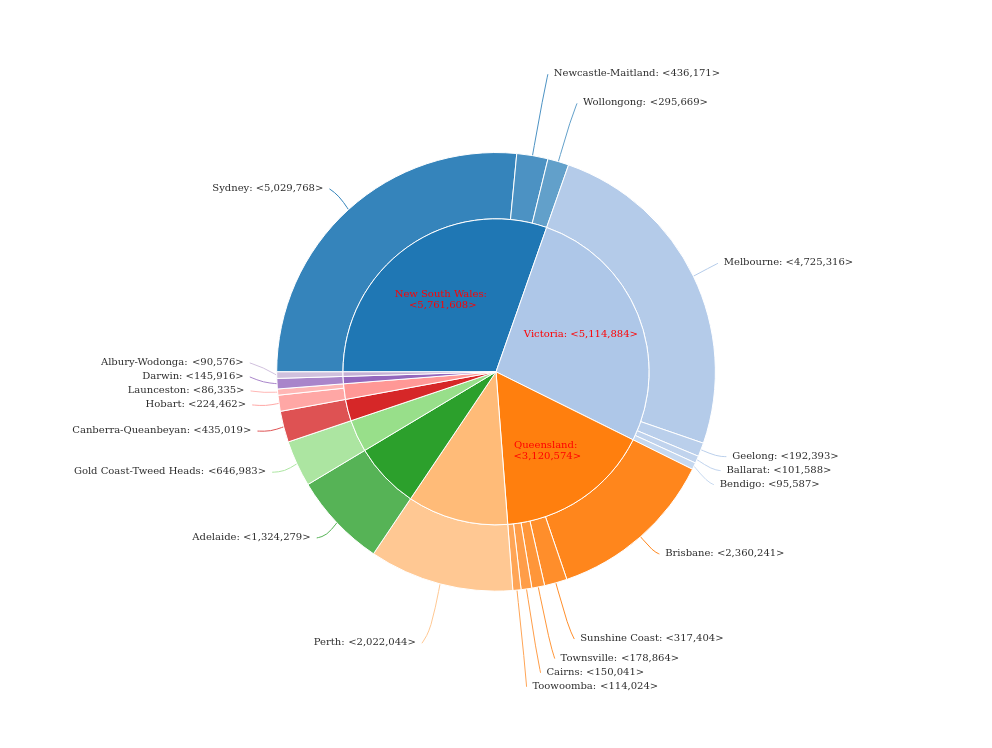 Newcastle-Maitland: <436,171>
Wollongong: <295,669>
Sydney: <5,029,768>
Melbourne: <4,725,316>
New South Wales:
<5,761,608>
Victoria: <5,114,884>
Albury-Wodonga: <90,576>
Darwin: <145,916>
Launceston: <86,335>
Hobart: <224,462>
Canberra-Queanbeyan: <435,019>
Queensland:
<3,120,574>
Geelong: <192,393>
Ballarat: <101,588>
Gold Coast-Tweed Heads: <646,983>
Bendigo: <95,587>
Adelaide: <1,324,279>
Brisbane: <2,360,241>
Sunshine Coast: <317,404>
Perth: <2,022,044>
Townsville: <178,864>
Cairns: <150,041>
Toowoomba: <114,024>